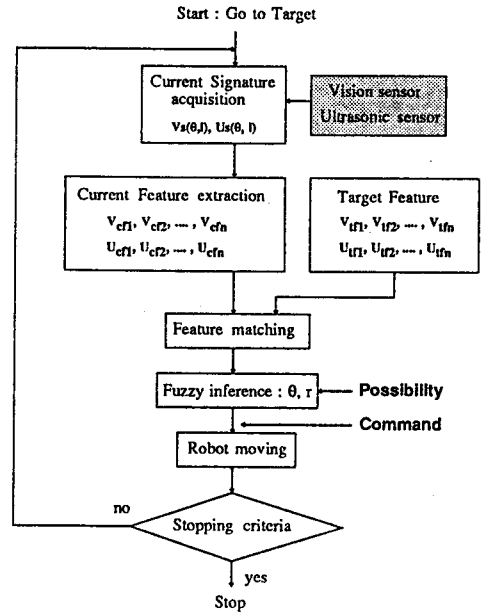 Start : Go to Target
Current Signature
acquisition
Vs(θ,l), Us(θ, l)
Vision sensor
Ultrasonic sensor
Current Feature extraction
Vcf1, Vcf2, ...., Vcfn
Ucf1, Ucf2, ...., Ucfn
Target Feature
Vtf1, Vtf2, ...., Vtfn
Utf1, Utf2, ...., Utfn
Feature matching
Fuzzy inference : θ, τ
Possibility
Command
Robot moving
no
Stopping criteria
yes
Stop